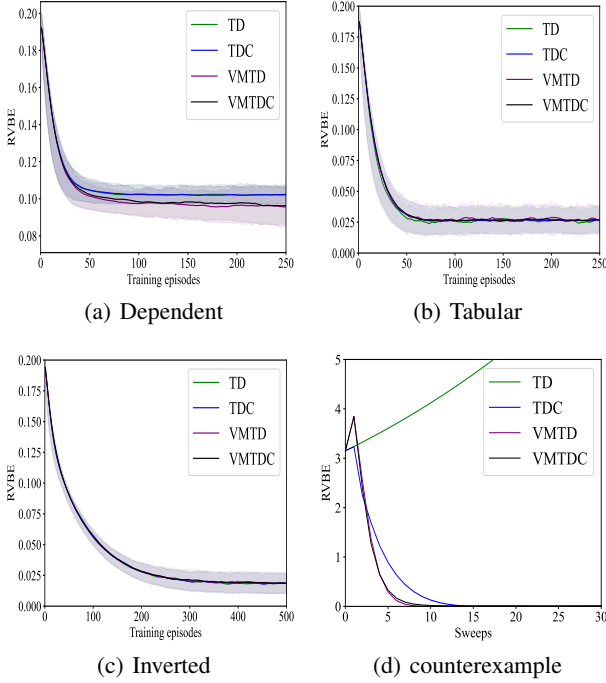 0.20
0.18
0.16
0.14
0.12
0.10
0.08
RVBE
0 50 100 150 200 250
Training episodes
TD
TDC
VMTD
VMTDC
(a) Dependent
0.200
0.175
0.150
0.125
0.100
0.075
0.050
0.025
0.000
RVBE
0 50 100 150 200 250
Training episodes
TD
TDC
VMTD
VMTDC
(b) Tabular
0.200
0.175
0.150
0.125
0.100
0.075
0.050
0.025
0.000
RVBE
0 100 200 300 400 500
Training episodes
TD
TDC
VMTD
VMTDC
(c) Inverted
5
4
3
2
1
0
RVBE
0 5 10 15 20 25 30
Sweeps
TD
TDC
VMTD
VMTDC
(d) counterexample